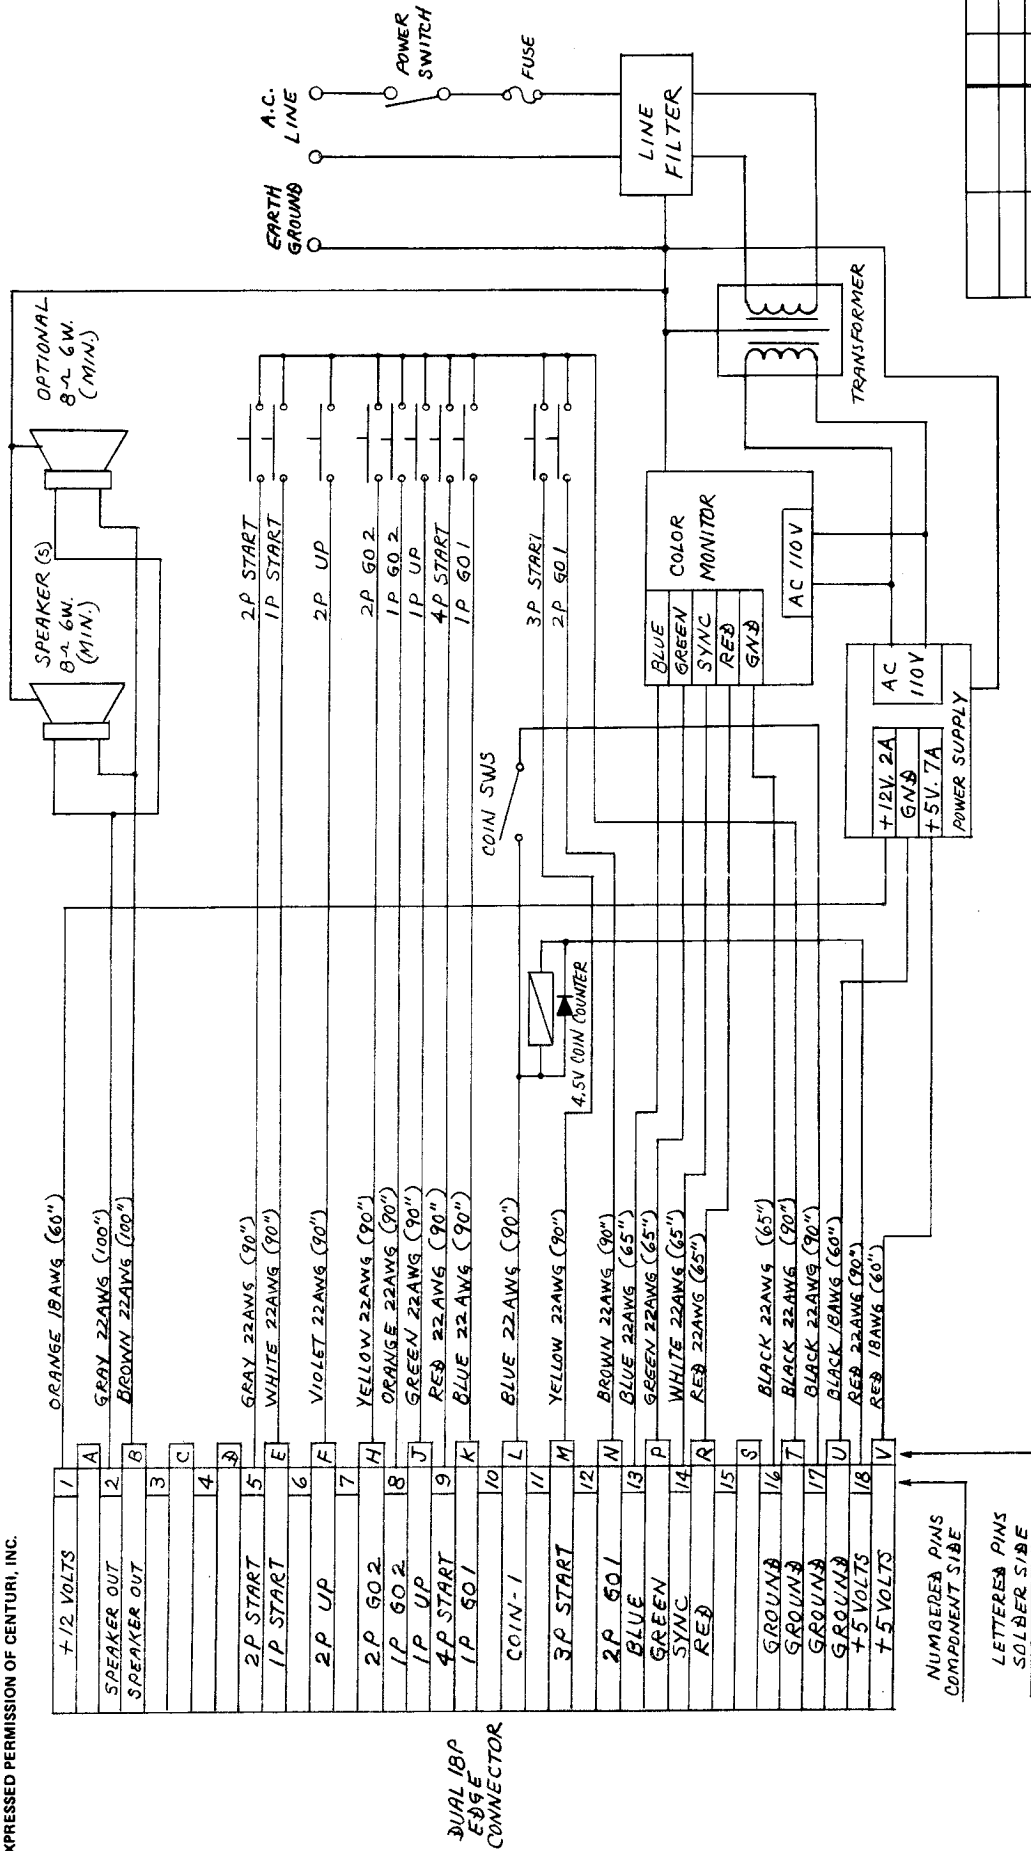 XPRESSED PERMISSION OF CENTURI, INC.
DUAL 18P
EDGE
CONNECTOR
+12 VOLTS
SPEAKER OUT
SPEAKER OUT
2P START
1P START
2P UP
2P GO2
1P GO2
1P UP
4P START
1P GO1
COIN-1
3P START
2P GO1
BLUE
GREEN
SYNC
RED
GROUND
GROUND
GROUND
GROUND
+5 VOLTS
+5 VOLTS
1
A
2
B
3
C
4
D
5
E
6
F
7
H
8
J
9
K
10
L
11
M
12
N
13
P
14
R
15
S
16
T
17
U
18
V
NUMBERED PINS
COMPONENT SIDE
LETTERED PINS
SOLDER SIDE
ORANGE 18AWG (60")
GRAY 22AWG (100")
BROWN 22AWG (100")
GRAY 22AWG (90")
WHITE 22AWG (90")
VIOLET 22AWG (90")
YELLOW 22AWG (90")
ORANGE 22AWG (90")
GREEN 22AWG (90")
RED 22AWG (90")
BLUE 22AWG (90")
BLUE 22AWG (90")
YELLOW 22AWG (90")
BROWN 22AWG (90")
BLUE 22AWG (65")
GREEN 22AWG (65")
WHITE 22AWG (65")
RED 22AWG (65")
BLACK 22AWG (65")
BLACK 22AWG (90")
BLACK 22AWG (90")
BLACK 18AWG (60")
RED 22AWG (90")
RED 18AWG (60")
4.5V COIN COUNTER
COIN SWS
SPEAKER (S)
8Ω 6W.
(MIN.)
OPTIONAL
8Ω 6W.
(MIN.)
2P START
1P START
2P UP
2P GO 2
1P GO 2
1P UP
4P START
1P GO1
3P START
2P GO1
BLUE
GREEN
SYNC
RED
GND
COLOR
MONITOR
AC 110V
+12V. 2A
GND
+5V. 7A
AC
110V
POWER SUPPLY
TRANSFORMER
EARTH
GROUND
A.C.
LINE
POWER
SWITCH
FUSE
LINE
FILTER